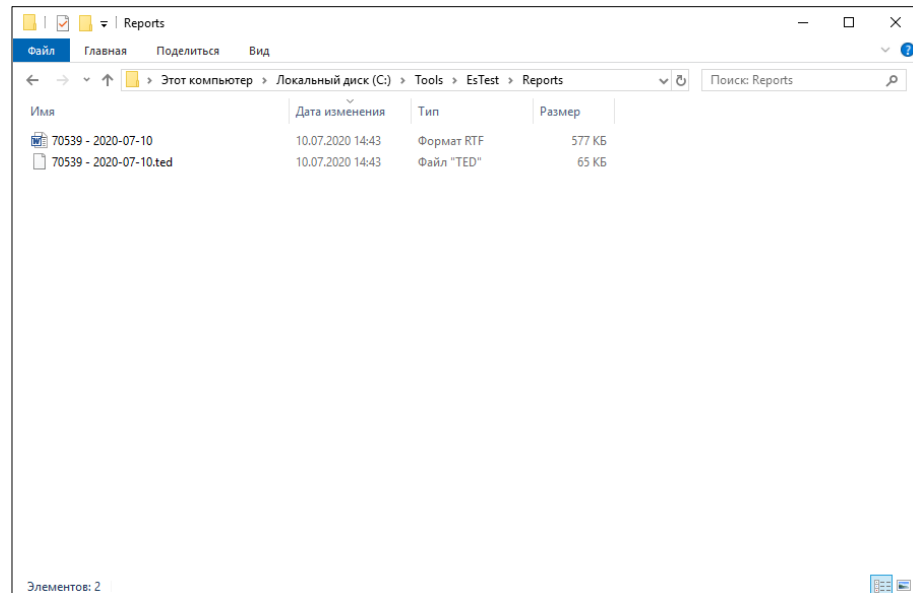 Reports
Файл Главная Поделиться Вид
Этот компьютер > Локальный диск (C:) > Tools > EsTest > Reports Поиск: Reports
Имя Дата изменения Тип Размер
70539 - 2020-07-10 10.07.2020 14:43 Формат RTF 577 КБ
70539 - 2020-07-10.ted 10.07.2020 14:43 Файл "TED" 65 КБ
Элементов: 2